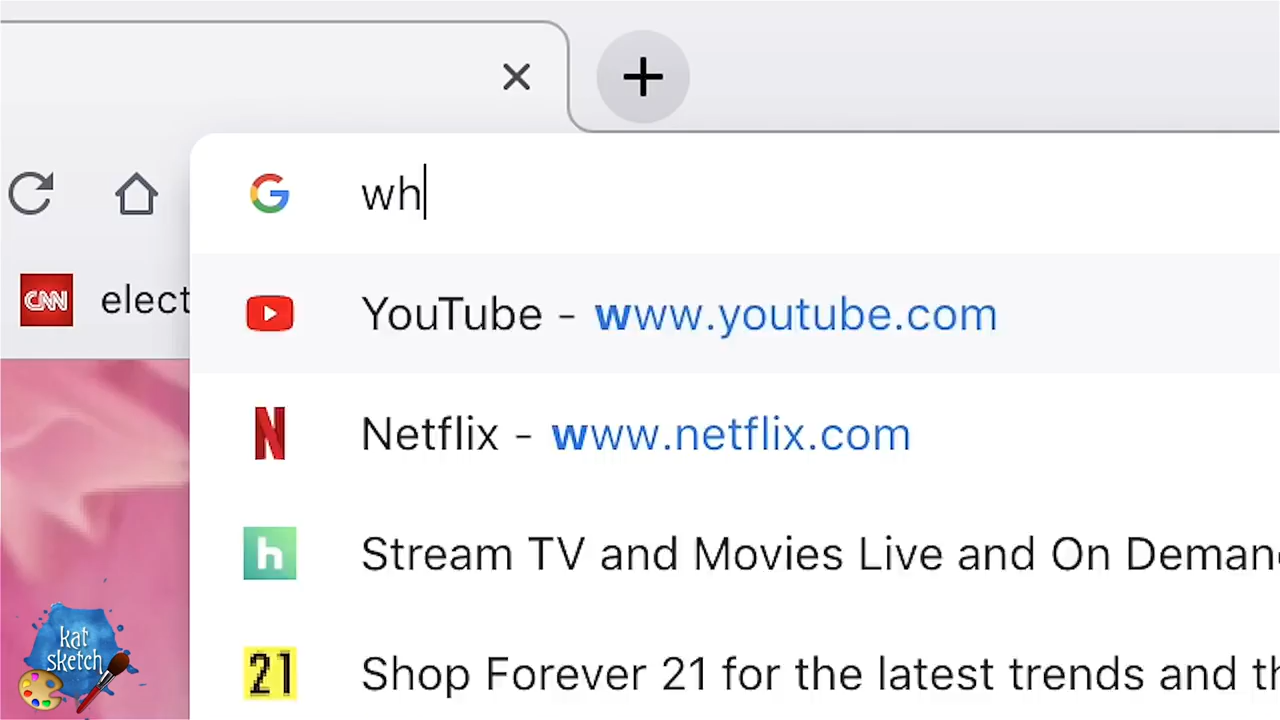 wh
CNN elect
YouTube - www.youtube.com
Netflix - www.netflix.com
N
h
Stream TV and Movies Live and On Deman
21 Shop Forever 21 for the latest trends and th
kat
sketch